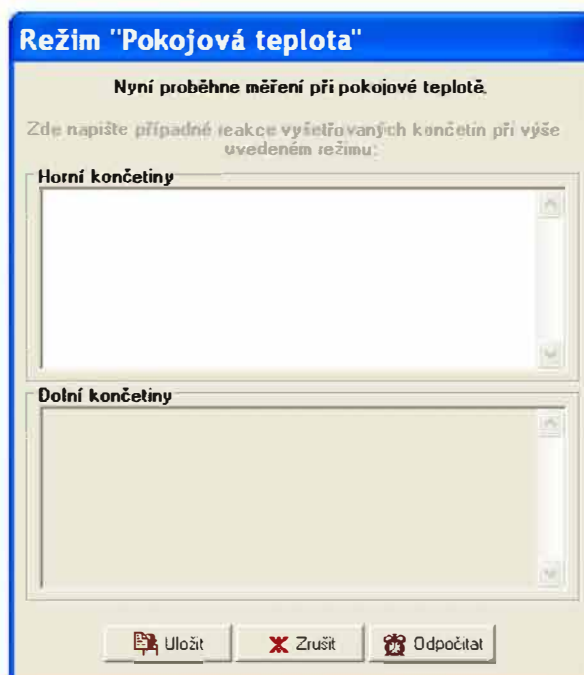 Režim "Pokojová teplota"
Nyní proběhne měření při pokojové teplotě.
Zde napište případné reakce vyšetřovaných končetin při výše
uvedeném režimu:
Horní končetiny
Dolní končetiny
Uložit
Zrušit
Odpočítat